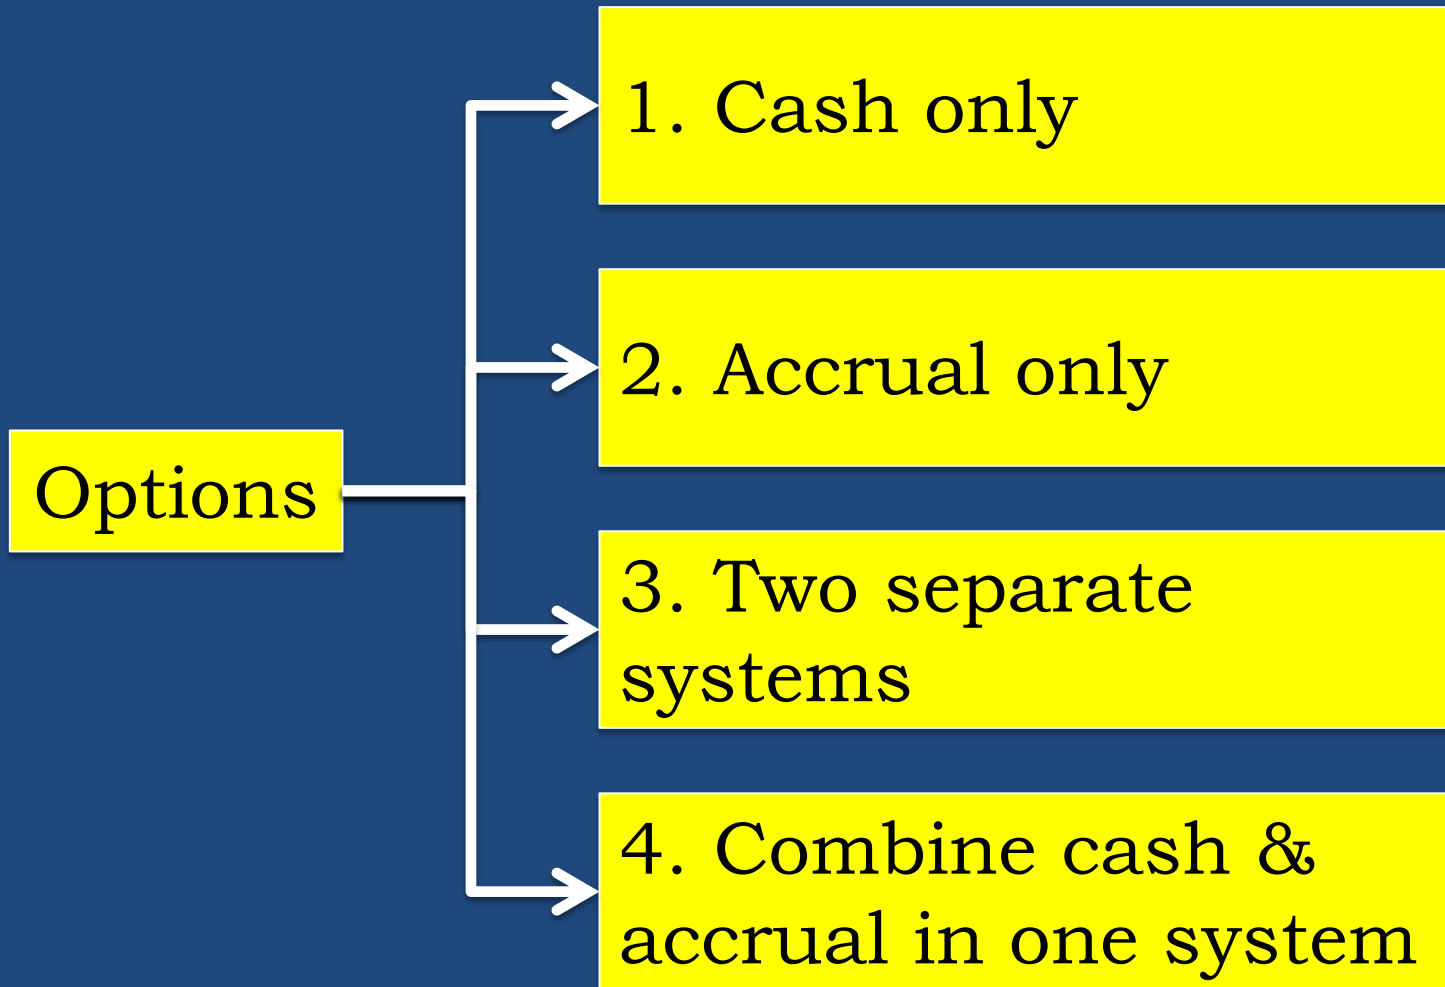 1. Cash only
2. Accrual only
Options
3. Two separate
systems
4. Combine cash &
accrual in one system